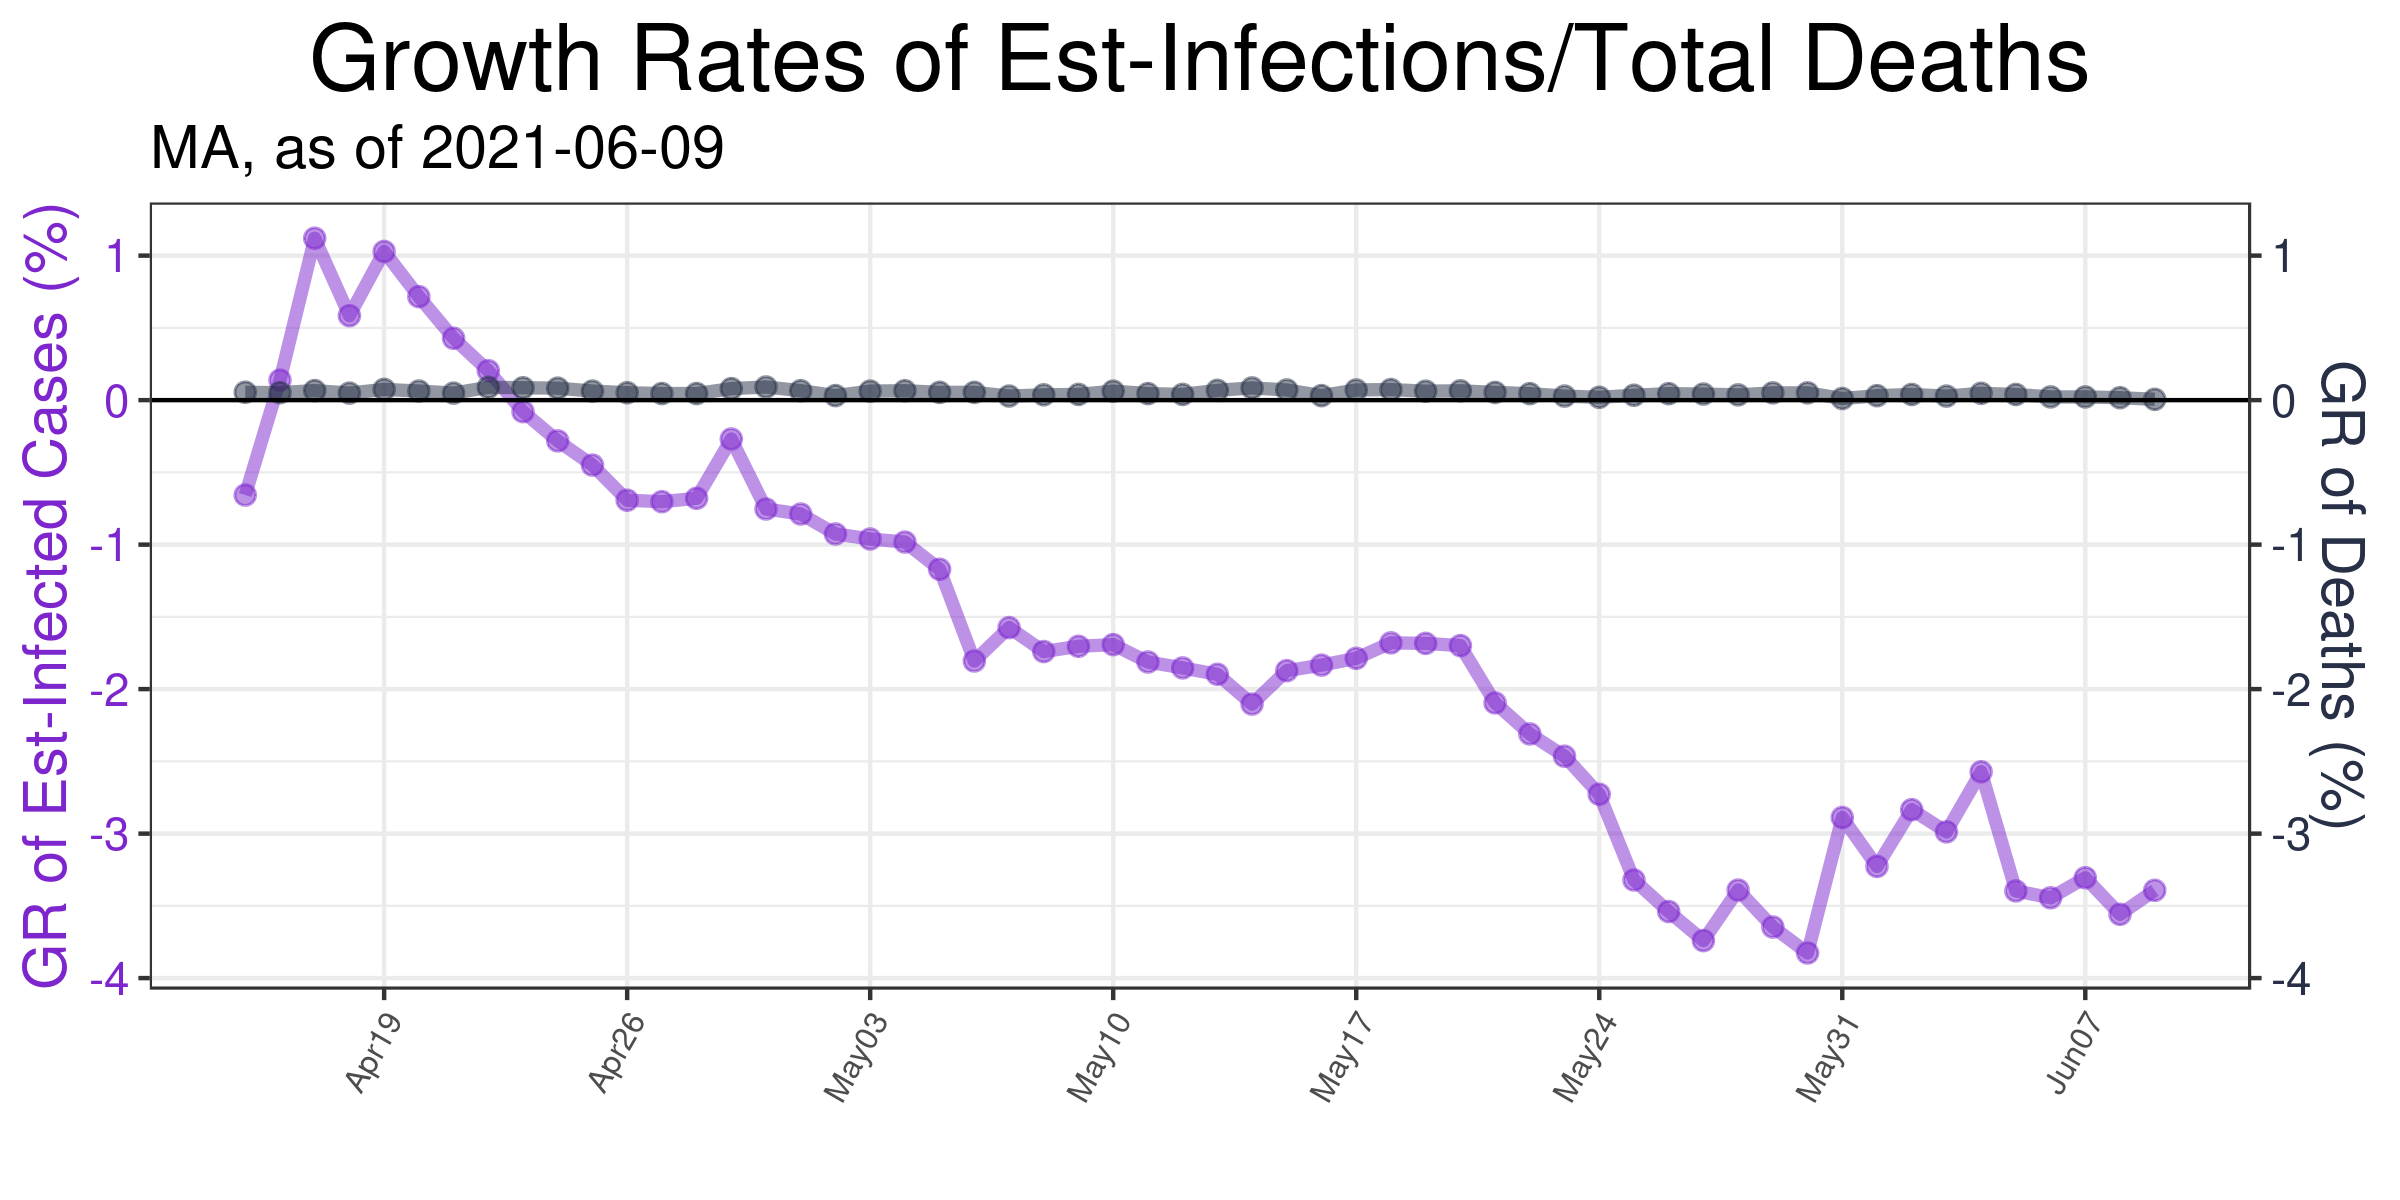 Growth Rates of Est-Infections/Total Deaths
MA, as of 2021-06-09
GR of Est-Infected Cases (%)
1
0
-1
-2
-3
-4
1
0
-1
-2
-3
-4
GR of Deaths (%)
Apr19
Apr26
May03
May10
May17
May24
May31
Jun07